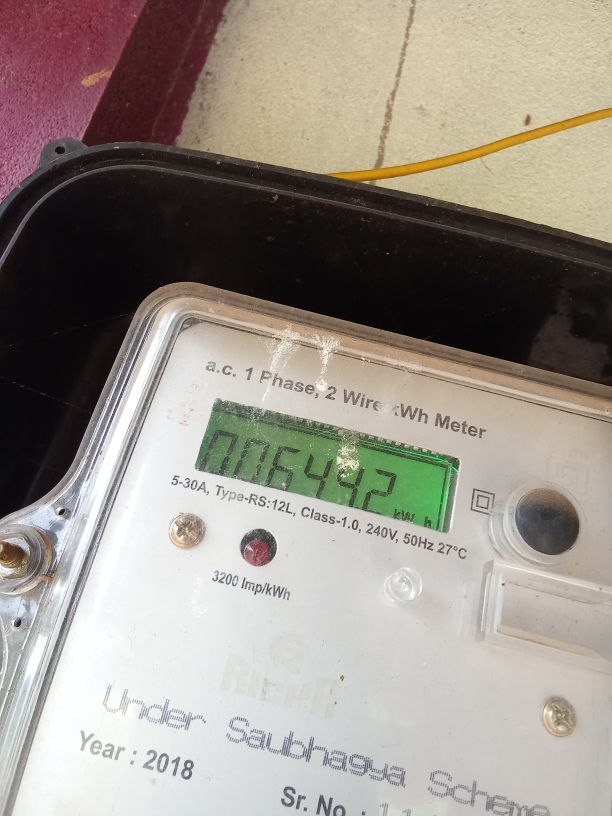 a.c. 1 Phase, 2 Wire kWh Meter
006442
kW h
5-30A, Type-RS:12L, Class-1.0, 240V, 50Hz 27°C
3200 Imp/kWh
Under Saubhagya Scheme
Year : 2018
Sr. No. :